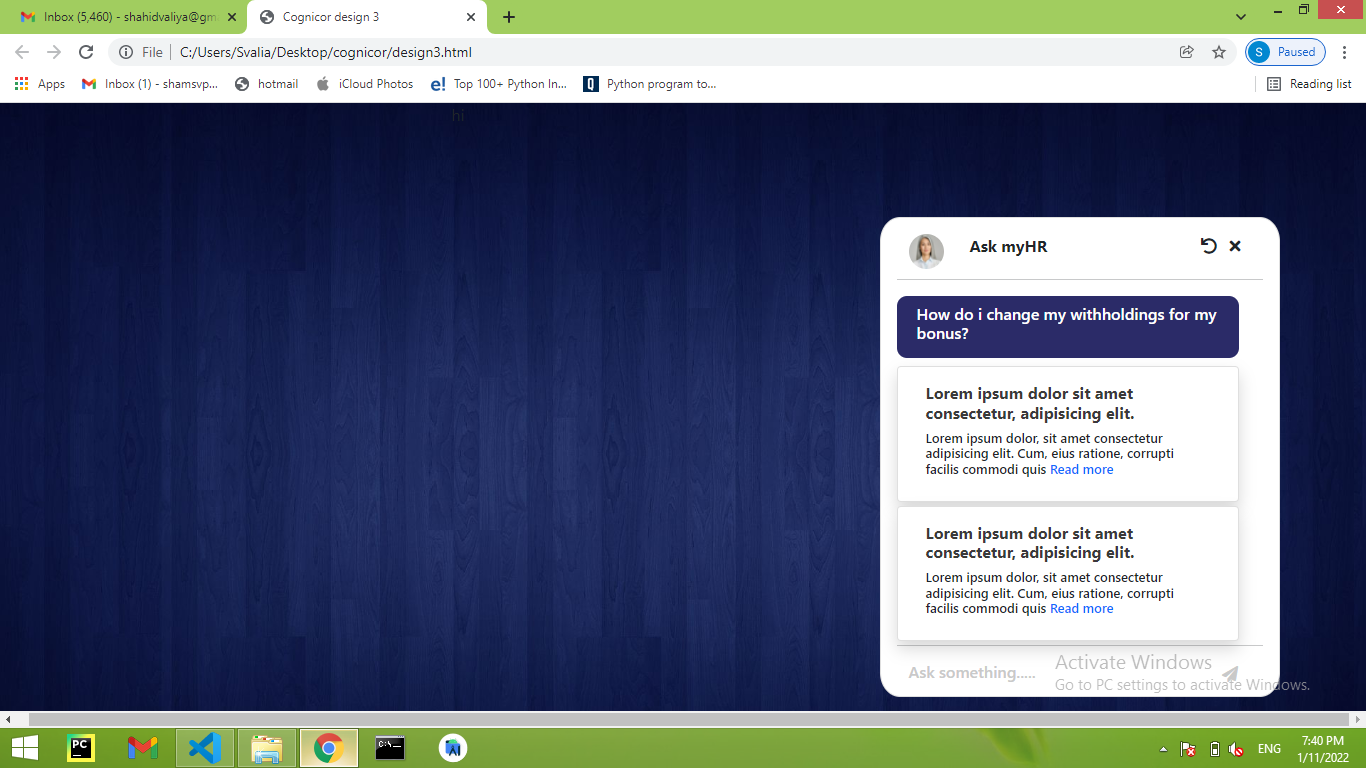 Inbox (5,460) - shahidvaliya@gm
Cognicor design 3
File
C:/Users/Svalia/Desktop/cognicor/design3.html
S
Paused
Apps
Inbox (1) - shamsvp...
hotmail
iCloud Photos
e! Top 100+ Python In...
Q Python program to...
Reading list
hi
Ask myHR
How do i change my withholdings for my
bonus?
Lorem ipsum dolor sit amet
consectetur, adipisicing elit.
Lorem ipsum dolor, sit amet consectetur
adipisicing elit. Cum, eius ratione, corrupti
facilis commodi quis Read more
Lorem ipsum dolor sit amet
consectetur, adipisicing elit.
Lorem ipsum dolor, sit amet consectetur
adipisicing elit. Cum, eius ratione, corrupti
facilis commodi quis Read more
Ask something.....
Activate Windows
Go to PC settings to activate Windows.
PC
C:\
ENG
7:40 PM
1/11/2022